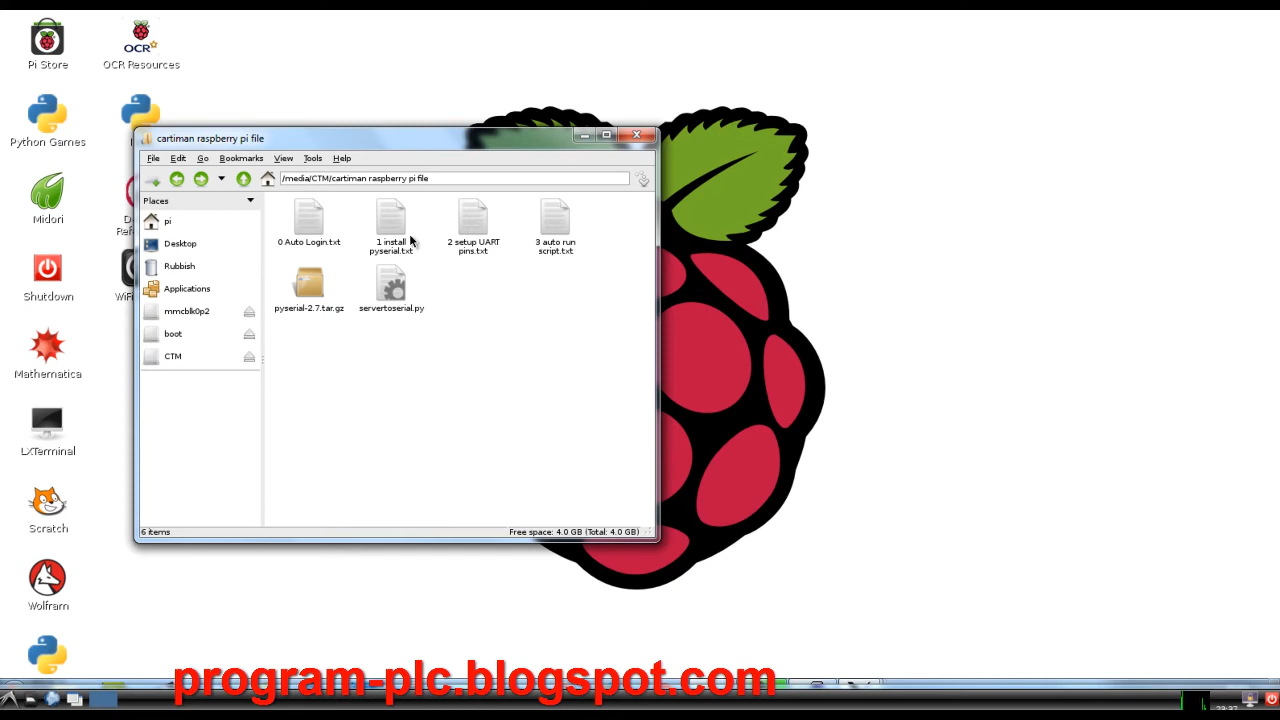 Pi Store
OCR
OCR Resources
Python Games
Midori
Shutdown
Mathematica
LXTerminal
Scratch
Wolfram
cartiman raspberry pi file
File Edit Go Bookmarks View Tools Help
/media/CTM/cartiman raspberry pi file
Places
pi
Desktop
Rubbish
Applications
mmcblk0p2
boot
CTM
0 Auto Login.txt
1 install
pyserial.txt
2 setup UART
pins.txt
3 auto run
script.txt
pyserial-2.7.tar.gz
servertoserial.py
6 items
Free space: 4.0 GB (Total: 4.0 GB)
program-plc.blogspot.com